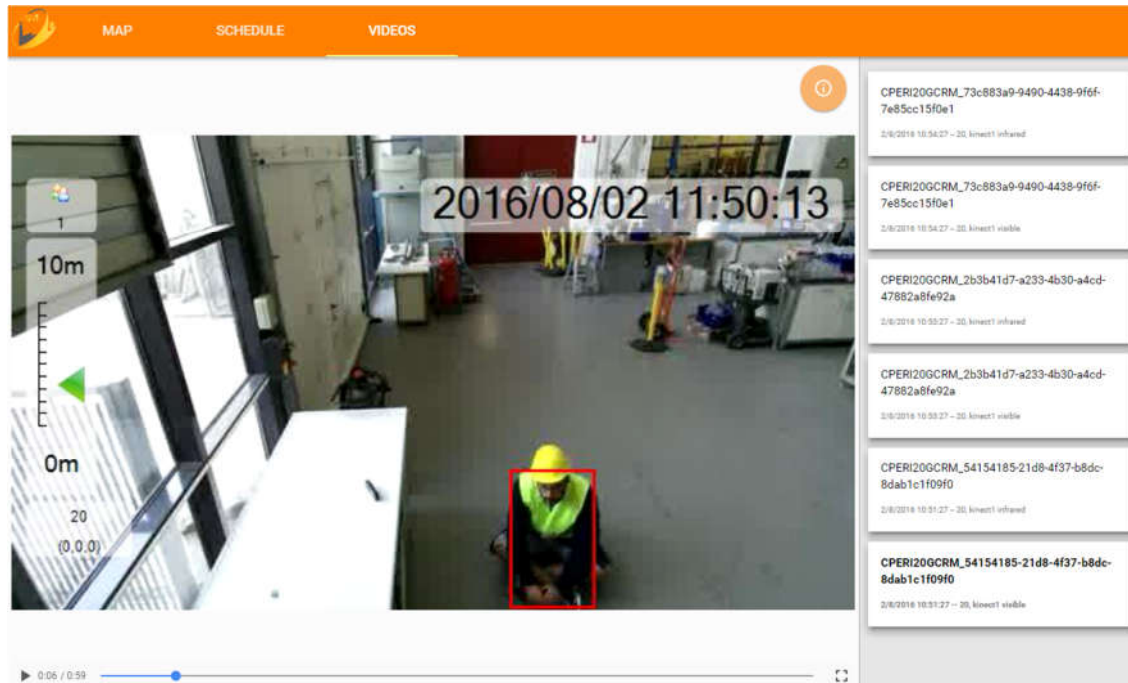 MAP SCHEDULE VIDEOS
2016/08/02 11:50:13
1
10m
0m
20
(0,0,0)
0:06 / 0:59
CPERI20GCRM_73c883a9-9490-4438-9f6f-
7e85cc15f0e1
2/8/2016 10:54:27 -- 20, kinect1 infrared
CPERI20GCRM_73c883a9-9490-4438-9f6f-
7e85cc15f0e1
2/8/2016 10:54:27 -- 20, kinect1 visible
CPERI20GCRM_2b3b41d7-a233-4b30-a4cd-
47882a8fe92a
2/8/2016 10:53:27 -- 20, kinect1 infrared
CPERI20GCRM_2b3b41d7-a233-4b30-a4cd-
47882a8fe92a
2/8/2016 10:53:27 -- 20, kinect1 visible
CPERI20GCRM_54154185-21d8-4f37-b8dc-
8dab1c1f09f0
2/8/2016 10:51:27 -- 20, kinect1 infrared
CPERI20GCRM_54154185-21d8-4f37-b8dc-
8dab1c1f09f0
2/8/2016 10:51:27 -- 20, kinect1 visible